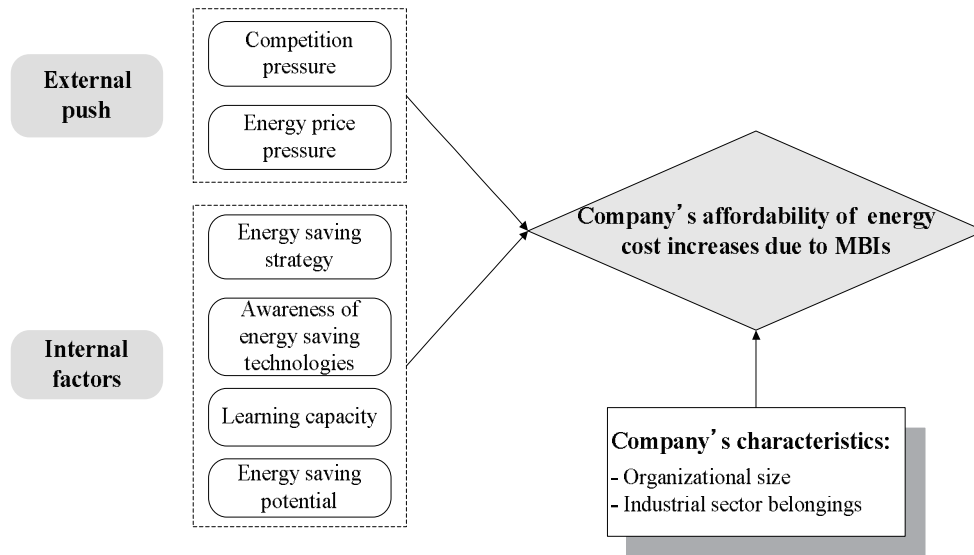 External
push
Competition
pressure
Energy price
pressure
Internal
factors
Energy saving
strategy
Awareness of
energy saving
technologies
Learning capacity
Energy saving
potential
Company's affordability of energy
cost increases due to MBIs
Company's characteristics:
- Organizational size
- Industrial sector belongings